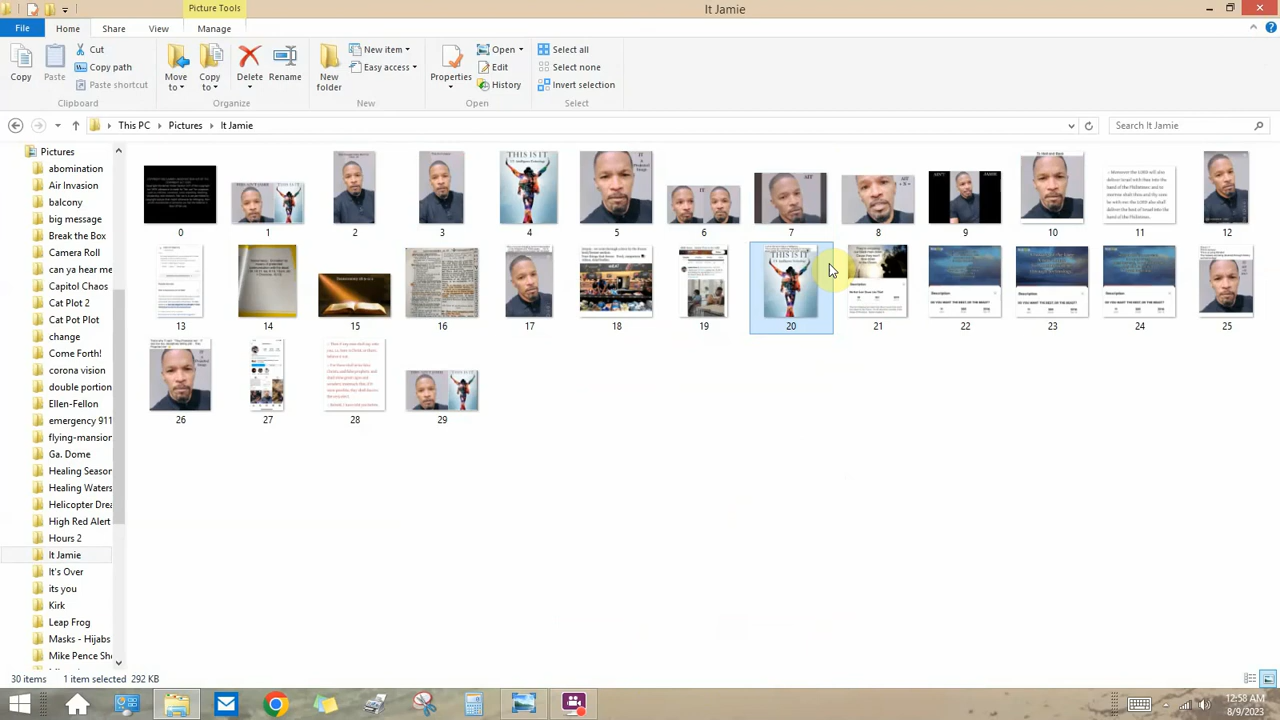 Picture Tools
It Jamie
File
Home
Share
View
Manage
Copy
Paste
Cut
Copy path
Paste shortcut
Clipboard
Move to
Copy to
Delete
Rename
Organize
New folder
New item
Easy access
New
Properties
Open
Edit
History
Open
Select all
Select none
Invert selection
Select
This PC
Pictures
It Jamie
Search It Jamie
Pictures
abomination
Air Invasion
balcony
big message
Break the Box
Camera Roll
can ya hear me
Capitol Chaos
Cat Plot 2
Cat Pot Plot
change
Come Forth
double
Ellen-Fellon
emergency 911
flying-mansion
Ga. Dome
Healing Season
Healing Waters
Helicopter Drea
High Red Alert
Hours 2
It Jamie
It's Over
its you
Kirk
Leap Frog
Masks - Hijabs
Mike Pence Sh
THIS IS IT
0
1
2
3
4
5
6
7
8
9
10
11
12
THIS IS IT
13
14
15
16
17
18
19
20
21
22
23
24
25
26
27
28
29
30 items
1 item selected 292 KB
12:58 AM
8/9/2023